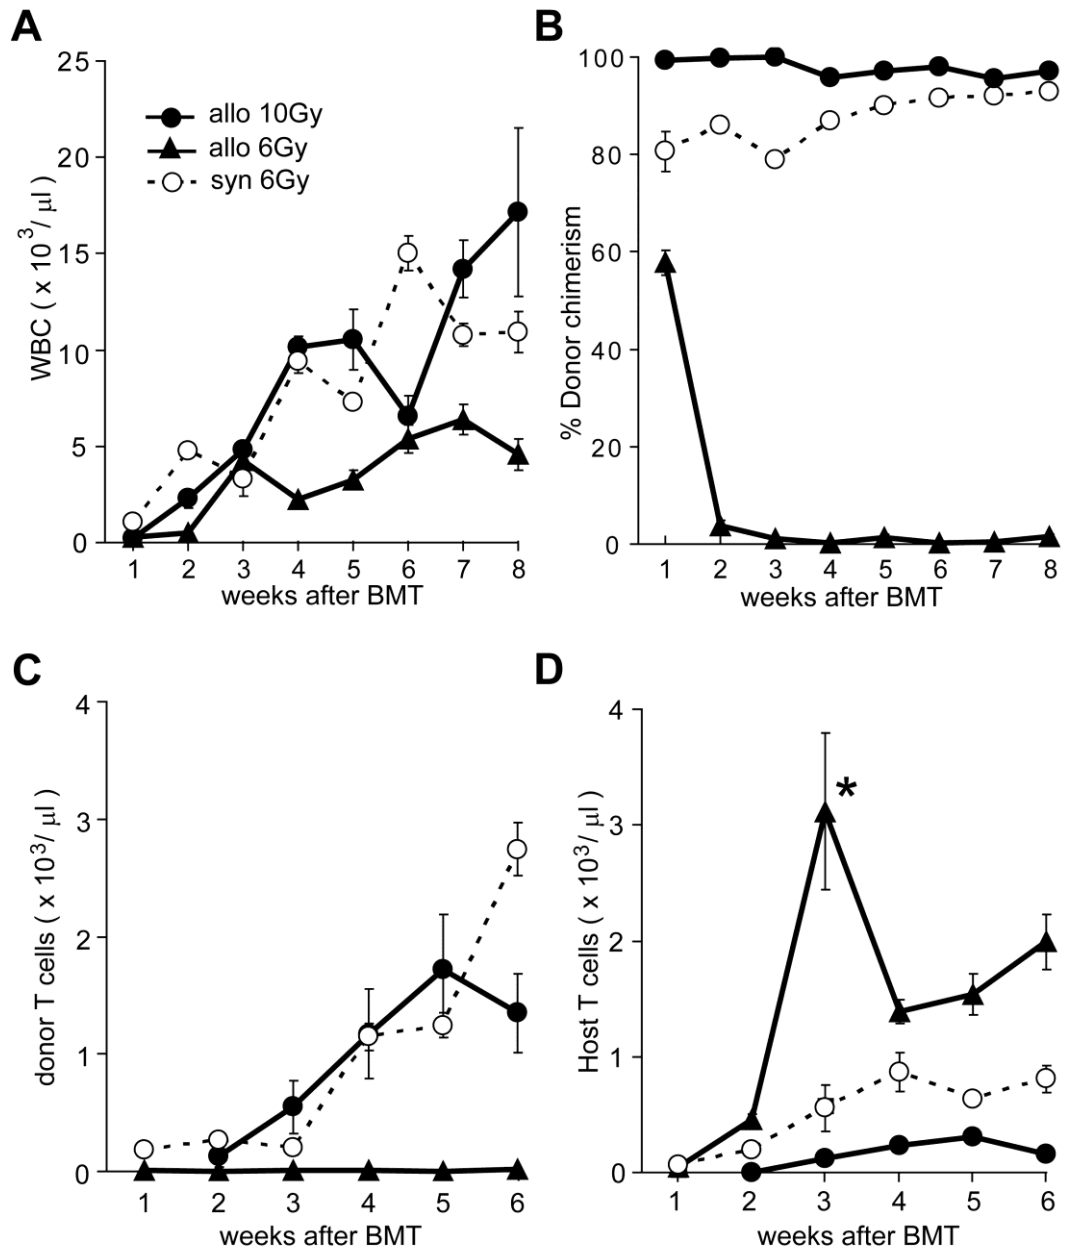 A
WBC ( x 10³/ μl )
25
20
15
10
5
0
allo 10Gy
allo 6Gy
syn 6Gy
1 2 3 4 5 6 7 8
weeks after BMT
B
% Donor chimerism
100
80
60
40
20
0
1 2 3 4 5 6 7 8
weeks after BMT
C
donor T cells ( x 10³/ μl )
4
3
2
1
0
1 2 3 4 5 6
weeks after BMT
D
Host T cells ( x 10³/ μl )
4
3
2
1
0
*
1 2 3 4 5 6
weeks after BMT